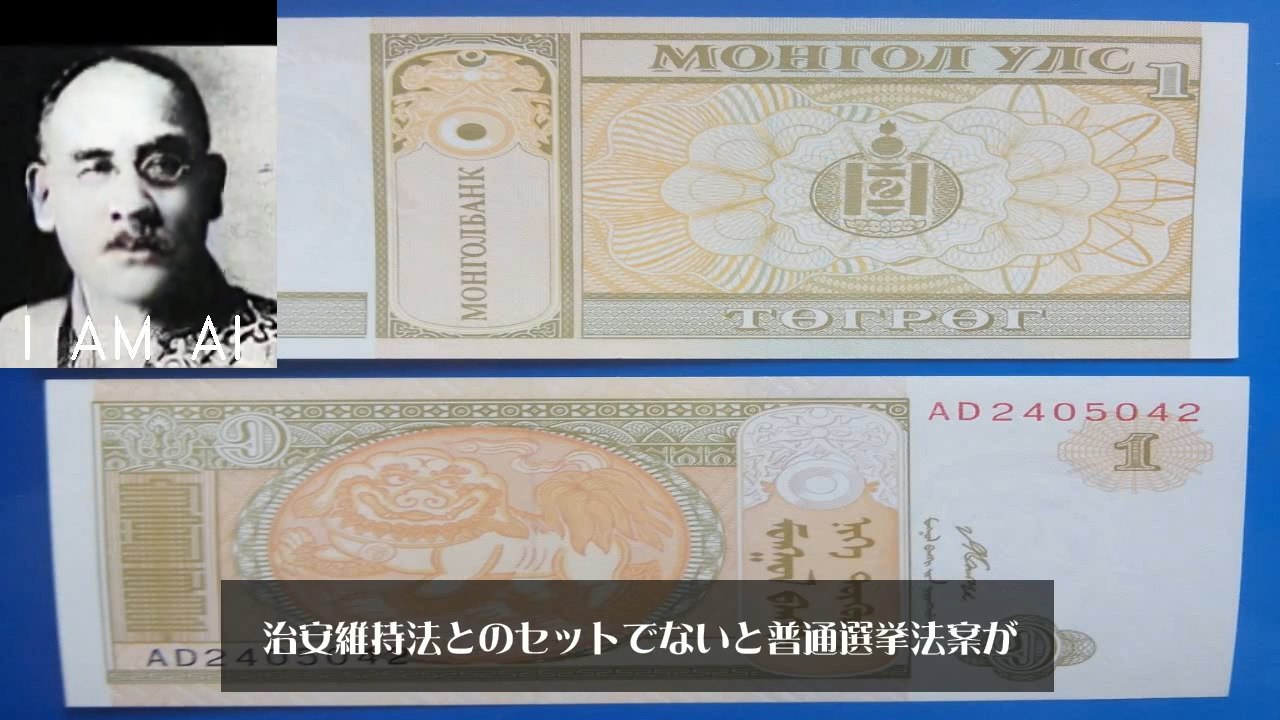 I AM AI
МОНГОЛ УЛС
1
МОНГОЛБАНК
ТӨГРӨГ
AD2405042
1
AD2405042
治安維持法とのセットでないと普通選挙法案が